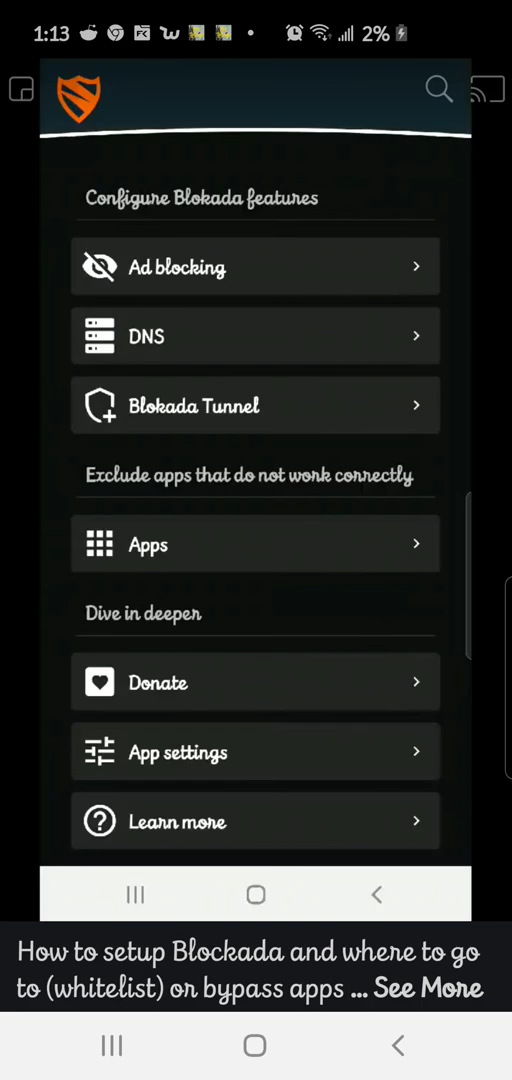 1:13
2%
Configure Blokada features
Ad blocking
DNS
Blokada Tunnel
Exclude apps that do not work correctly
Apps
Dive in deeper
Donate
App settings
Learn more
How to setup Blockada and where to go
to (whitelist) or bypass apps ... See More